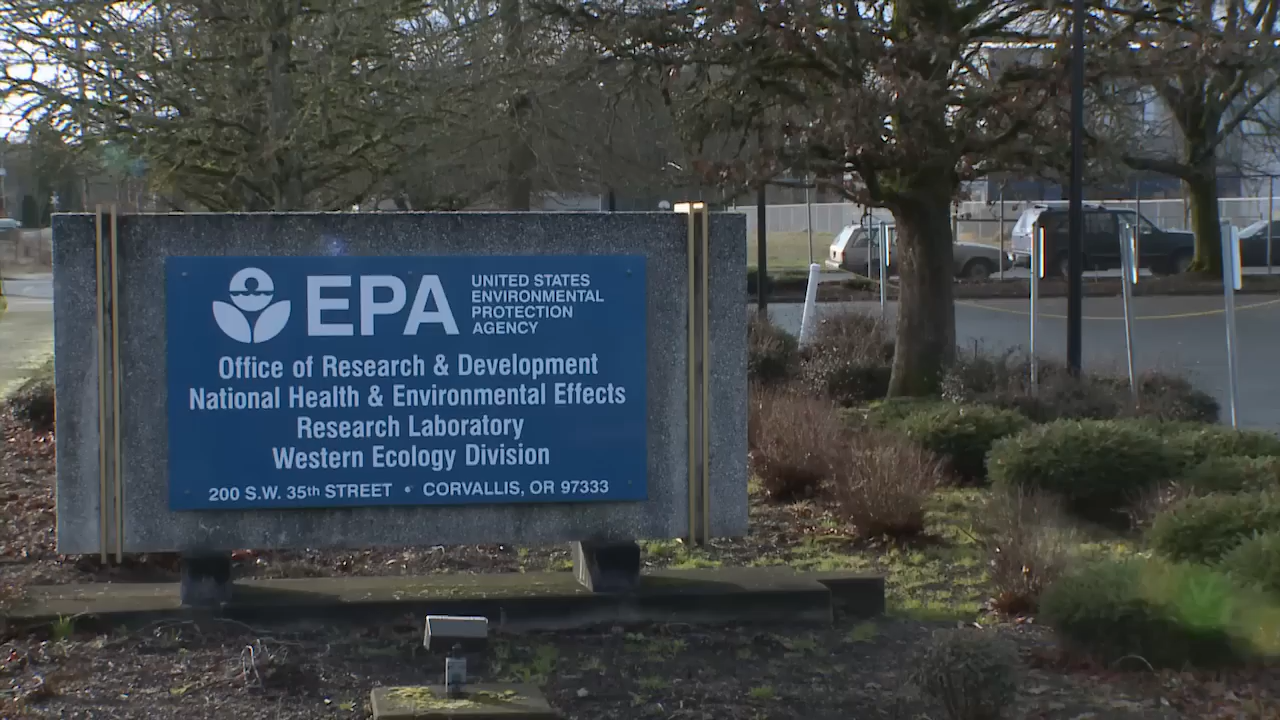 EPA
UNITED STATES
ENVIRONMENTAL
PROTECTION
AGENCY
Office of Research & Development
National Health & Environmental Effects
Research Laboratory
Western Ecology Division
200 S.W. 35th STREET • CORVALLIS, OR 97333